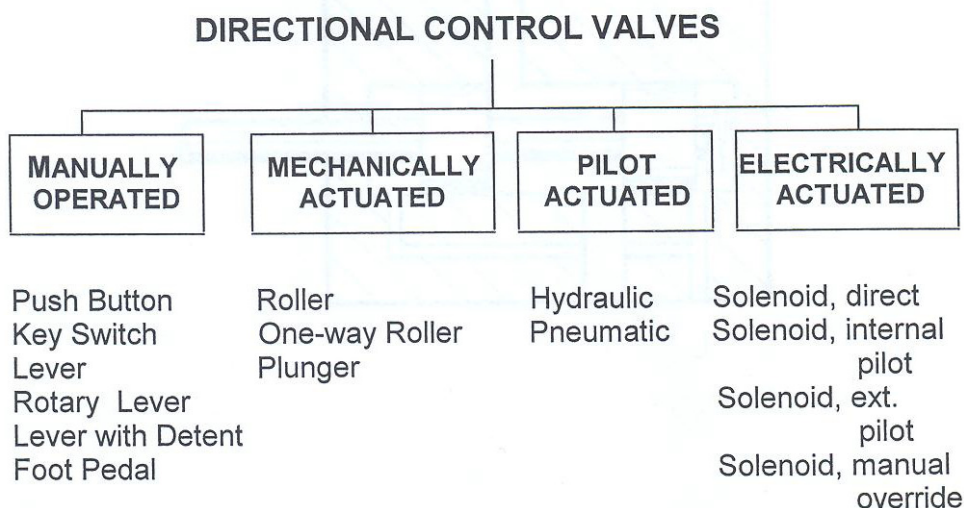 DIRECTIONAL CONTROL VALVES
MANUALLY
OPERATED
MECHANICALLY
ACTUATED
PILOT
ACTUATED
ELECTRICALLY
ACTUATED
Push Button
Key Switch
Lever
Rotary Lever
Lever with Detent
Foot Pedal
Roller
One-way Roller
Plunger
Hydraulic
Pneumatic
Solenoid, direct
Solenoid, internal
pilot
Solenoid, ext.
pilot
Solenoid, manual
override